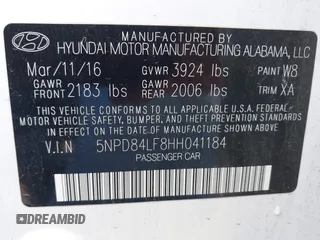 MANUFACTURED BY
HYUNDAI MOTOR MANUFACTURING ALABAMA, LLC
Mar/11/16 GVWR 3924 lbs PAINT W8
GAWR FRONT 2183 lbs GAWR REAR 2006 lbs TRIM XA
THIS VEHICLE CONFORMS TO ALL APPLICABLE U.S. FEDERAL
MOTOR VEHICLE SAFETY, BUMPER, AND THEFT PREVENTION
STANDARDS IN EFFECT ON THE DATE OF MANUFACTURE SHOWN ABOVE.
V.I.N 5NPD84LF8HH041184
PASSENGER CAR
DREAMBID